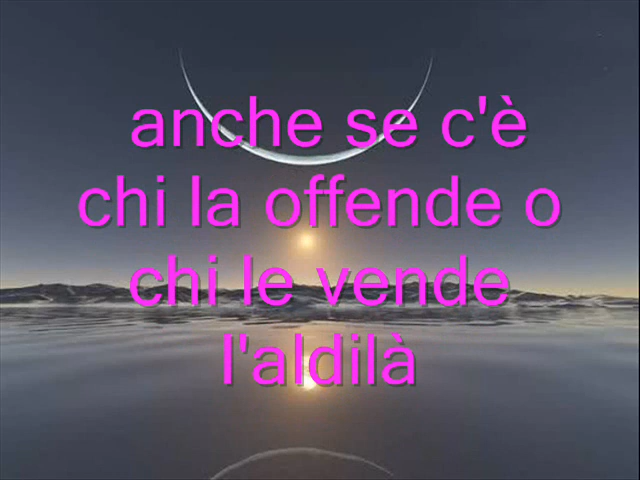 anche se c'è
chi la offende o
chi le vende
l'aldilà